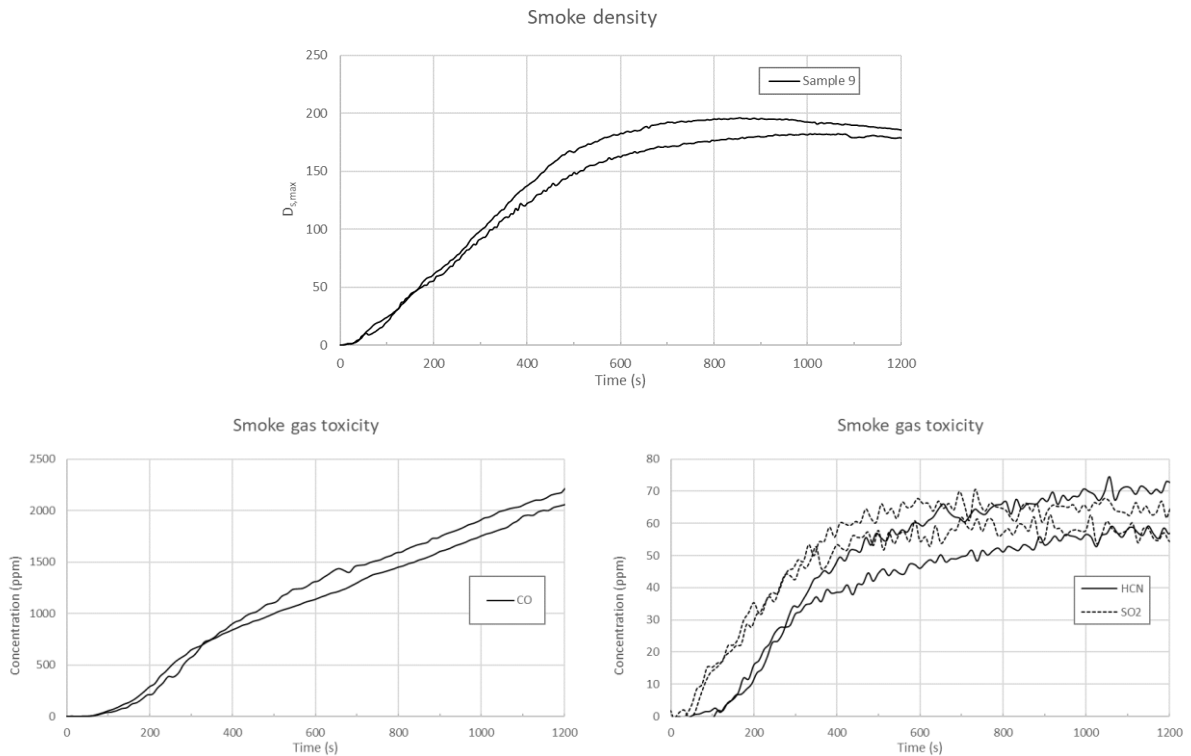 Smoke density
250
200
150
100
50
0
D_s,max
Sample 9
0 200 400 600 800 1000 1200
Time (s)
Smoke gas toxicity
2500
2000
1500
1000
500
0
Concentration (ppm)
CO
0 200 400 600 800 1000 1200
Time (s)
Smoke gas toxicity
80
70
60
50
40
30
20
10
0
Concentration (ppm)
HCN
SO2
0 200 400 600 800 1000 1200
Time (s)